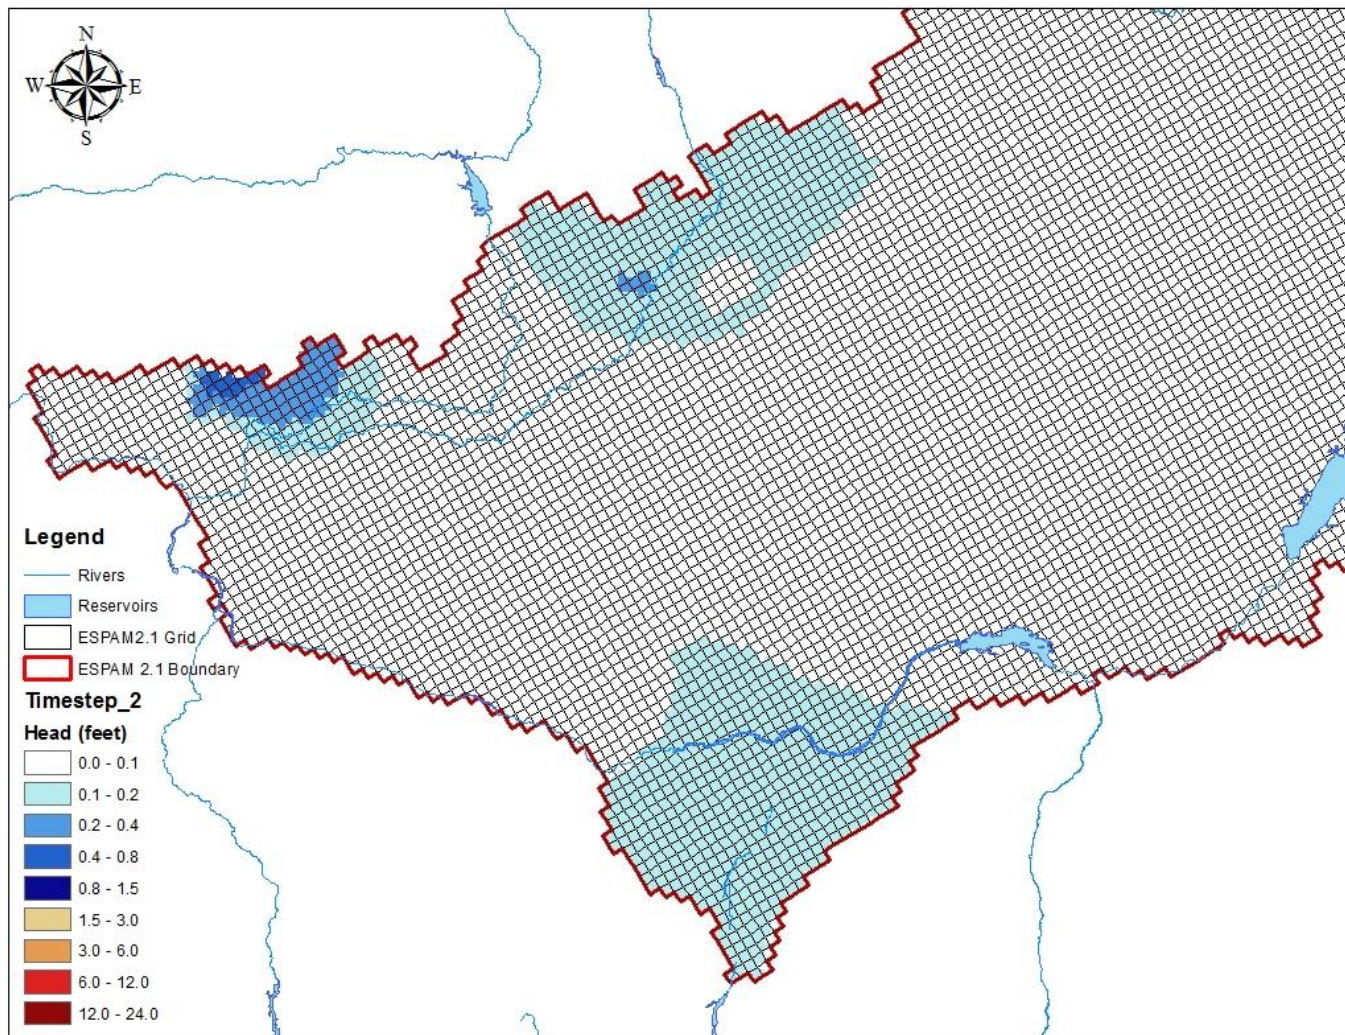 N
W E
S
Legend
Rivers
Reservoirs
ESPAM2.1 Grid
ESPAM 2.1 Boundary
Timestep_2
Head (feet)
0.0 - 0.1
0.1 - 0.2
0.2 - 0.4
0.4 - 0.8
0.8 - 1.5
1.5 - 3.0
3.0 - 6.0
6.0 - 12.0
12.0 - 24.0